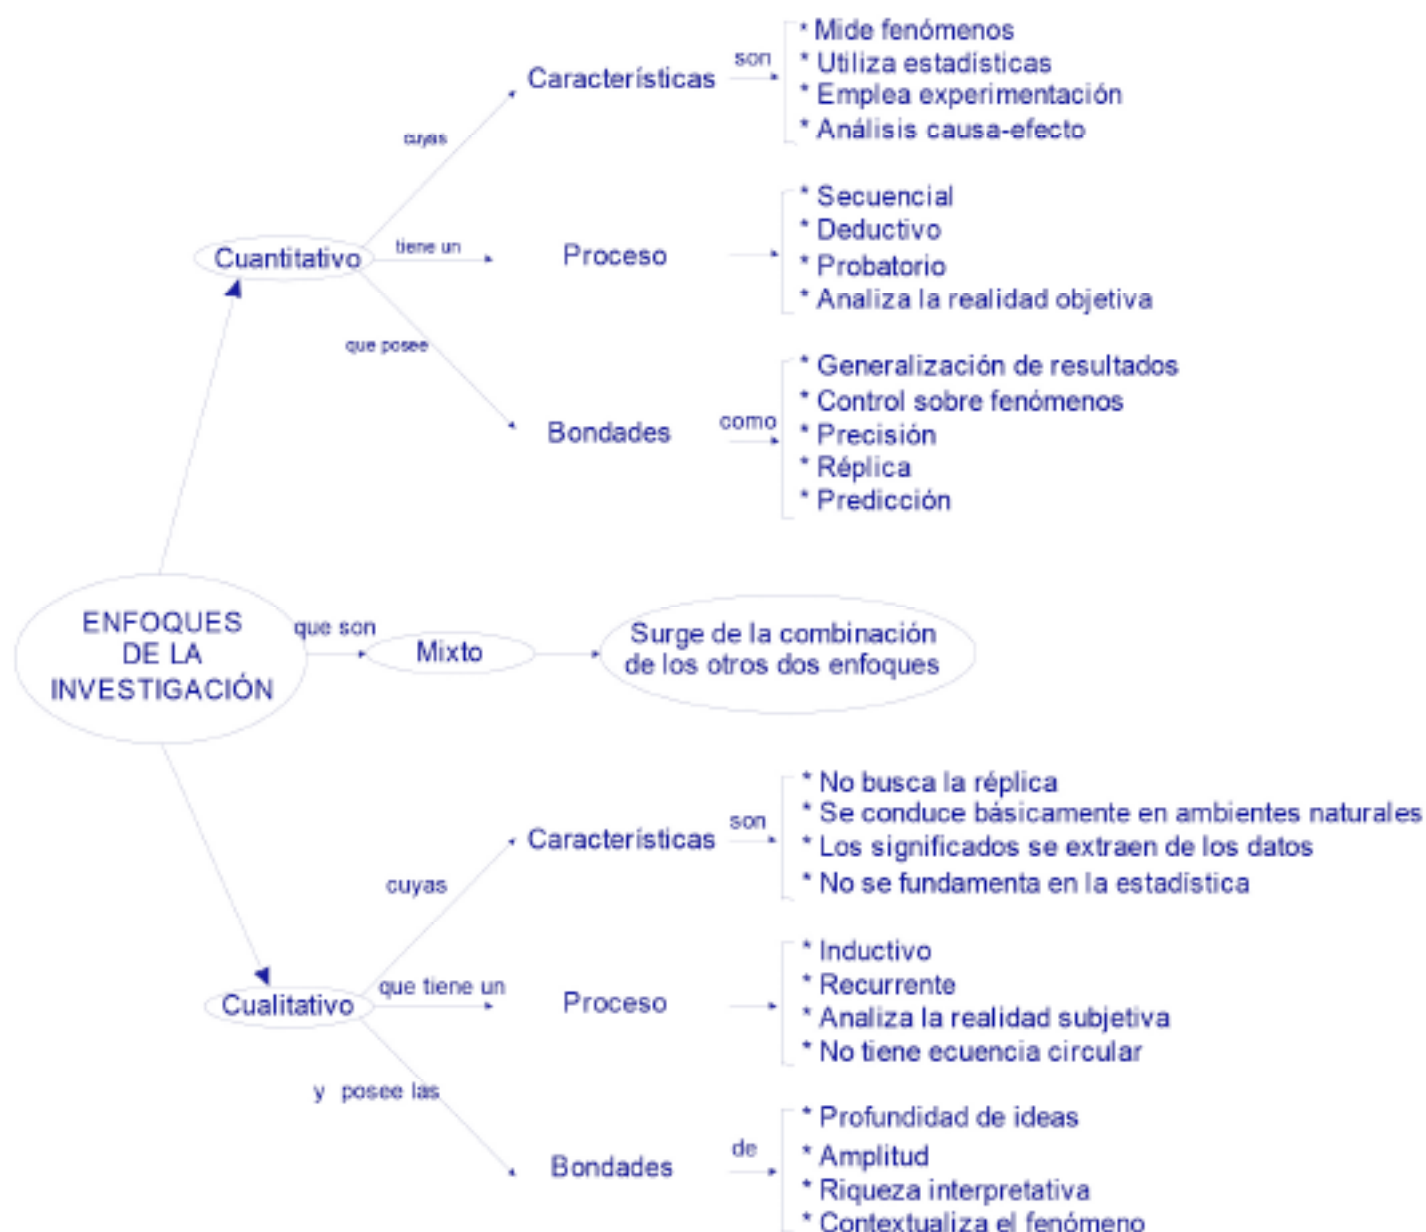 * Mide fenómenos
son
Características
* Utiliza estadísticas
* Emplea experimentación
* Análisis causa-efecto
cuyas
* Secuencial
* Deductivo
Cuantitativo
tiene un
Proceso
* Probatorio
* Analiza la realidad objetiva
que posee
* Generalización de resultados
* Control sobre fenómenos
Bondades
como
* Precisión
* Réplica
* Predicción
ENFOQUES
DE LA
INVESTIGACIÓN
que son
Mixto
Surge de la combinación
de los otros dos enfoques
* No busca la réplica
* Se conduce básicamente en ambientes naturales
Características
son
* Los significados se extraen de los datos
* No se fundamenta en la estadística
cuyas
* Inductivo
* Recurrente
Cualitativo
que tiene un
Proceso
* Analiza la realidad subjetiva
* No tiene ecuencia circular
y posee las
* Profundidad de ideas
Bondades
de
* Amplitud
* Riqueza interpretativa
* Contextualiza el fenómeno